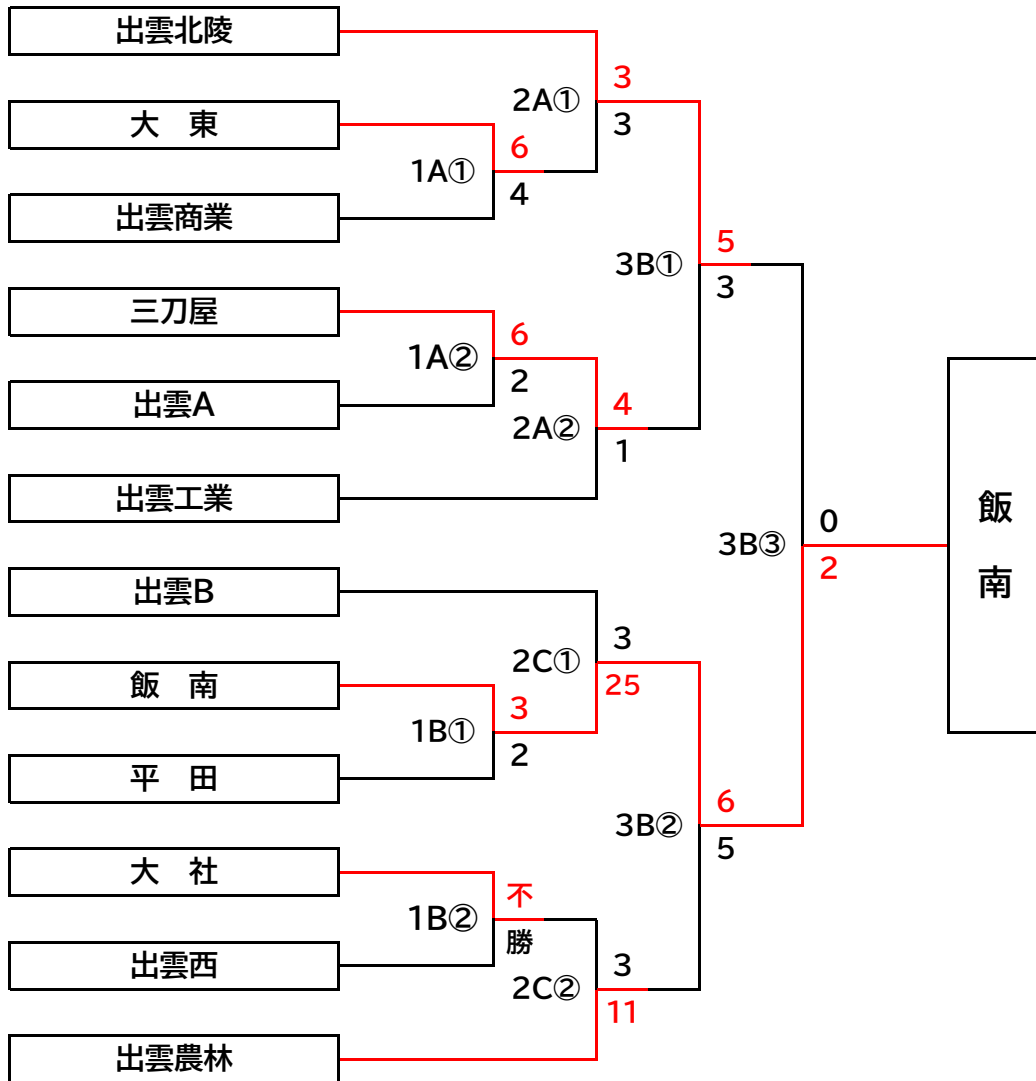 出雲北陵
3
2A①
3
大　東
6
1A①
4
出雲商業
5
3B①
3
三刀屋
6
1A②
2
出雲A
4
2A②
1
出雲工業
飯
南
0
3B③
2
出雲B
3
2C①
25
飯　南
3
1B①
2
平　田
6
3B②
5
大　社
不
1B②
勝
出雲西
3
2C②
11
出雲農林